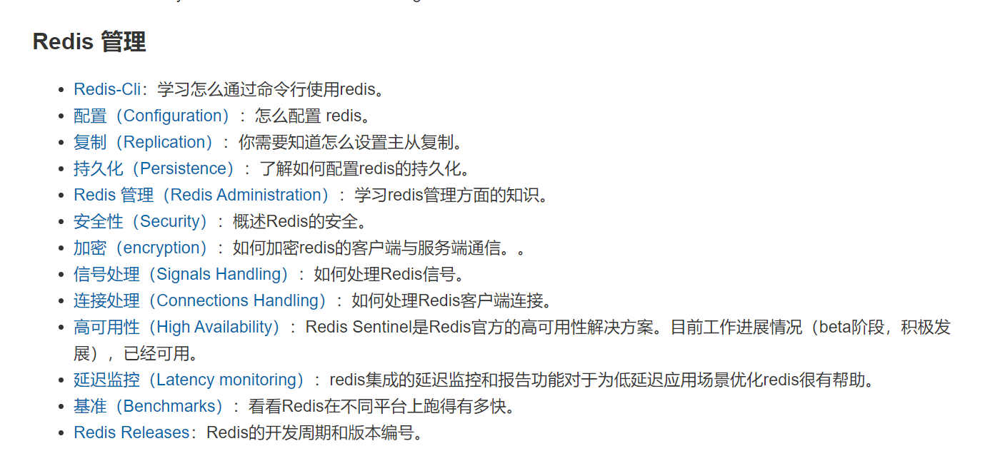 Redis 管理
Redis-Cli：学习怎么通过命令行使用redis。
配置（Configuration）：怎么配置 redis。
复制（Replication）：你需要知道怎么设置主从复制。
持久化（Persistence）：了解如何配置redis的持久化。
Redis 管理（Redis Administration）：学习redis管理方面的知识。
安全性（Security）：概述Redis的安全。
加密（encryption）：如何加密redis的客户端与服务端通信。。
信号处理（Signals Handling）：如何处理Redis信号。
连接处理（Connections Handling）：如何处理Redis客户端连接。
高可用性（High Availability）：Redis Sentinel是Redis官方的高可用性解决方案。目前工作进展情况（beta阶段，积极发
展），已经可用。
延迟监控（Latency monitoring）：redis集成的延迟监控和报告功能对于为低延迟应用场景优化redis很有帮助。
基准（Benchmarks）：看看Redis在不同平台上跑得有多快。
Redis Releases：Redis的开发周期和版本编号。